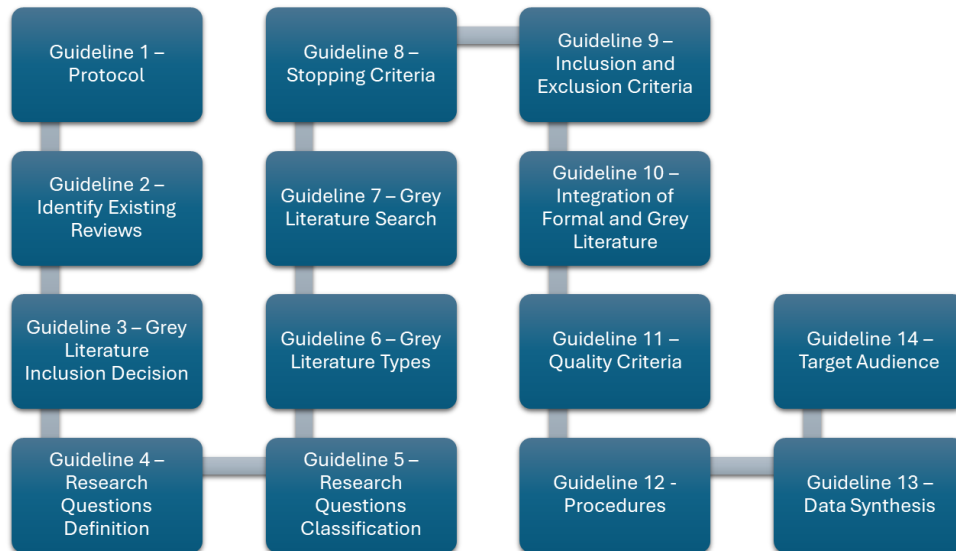 Guideline 1 –
Protocol
Guideline 2 –
Identify Existing
Reviews
Guideline 3 – Grey
Literature
Inclusion Decision
Guideline 4 –
Research
Questions
Definition
Guideline 5 –
Research
Questions
Classification
Guideline 6 – Grey
Literature Types
Guideline 7 – Grey
Literature Search
Guideline 8 –
Stopping Criteria
Guideline 9 –
Inclusion and
Exclusion Criteria
Guideline 10 –
Integration of
Formal and Grey
Literature
Guideline 11 –
Quality Criteria
Guideline 12 -
Procedures
Guideline 13 –
Data Synthesis
Guideline 14 –
Target Audience